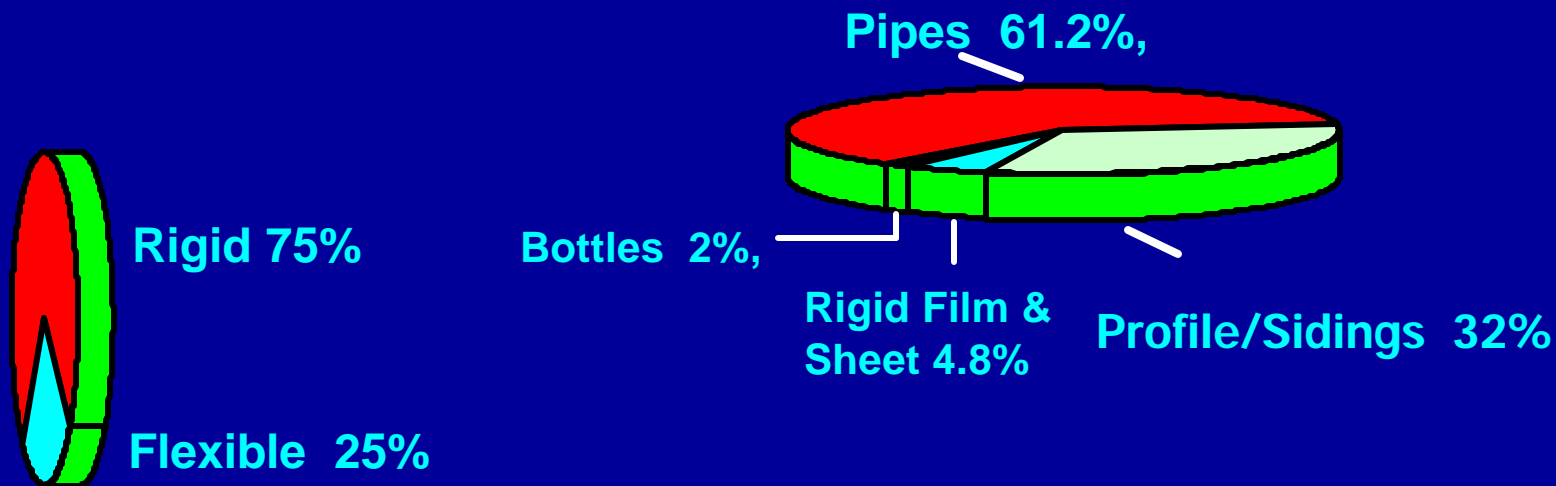 Pipes 61.2%,
Rigid 75%
Bottles 2%,
Rigid Film &
Sheet 4.8%
Profile/Sidings 32%
Flexible 25%